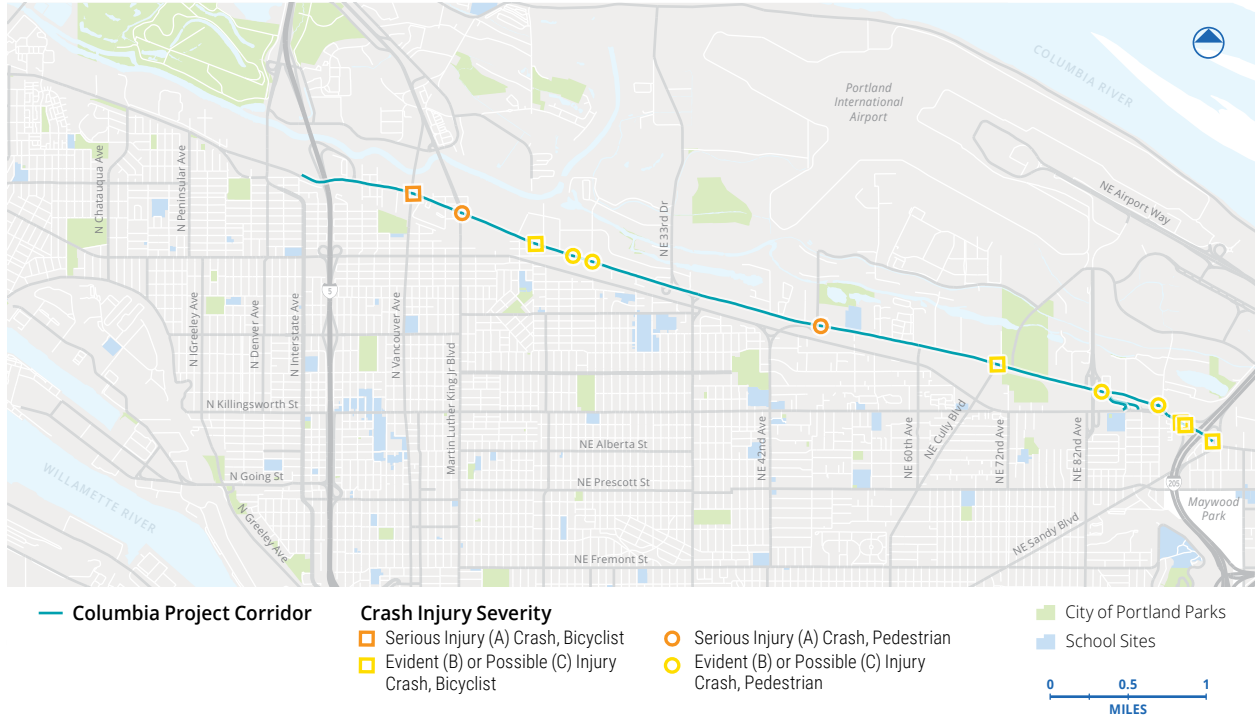 COLUMBIA RIVER
Portland
International
Airport
NE Airport Way
N Chatauqua Ave
N Peninsular Ave
NE 33rd Dr
5
N IGreeley Ave
N Denver Ave
N Interstate Ave
N Vancouver Ave
Martin Luther King Jr Blvd
N Killingsworth St
NE Alberta St
NE 42nd Ave
NE 60th Ave
NE Cully Blvd
NE 72nd Ave
NE 82nd Ave
N Going St
NE Prescott St
205
Maywood
Park
WILLAMETTE RIVER
N Greeley Ave
NE Sandy Blvd
NE Fremont St
Columbia Project Corridor
Crash Injury Severity
Serious Injury (A) Crash, Bicyclist
Evident (B) or Possible (C) Injury
Crash, Bicyclist
Serious Injury (A) Crash, Pedestrian
Evident (B) or Possible (C) Injury
Crash, Pedestrian
City of Portland Parks
School Sites
0 0.5 1
MILES